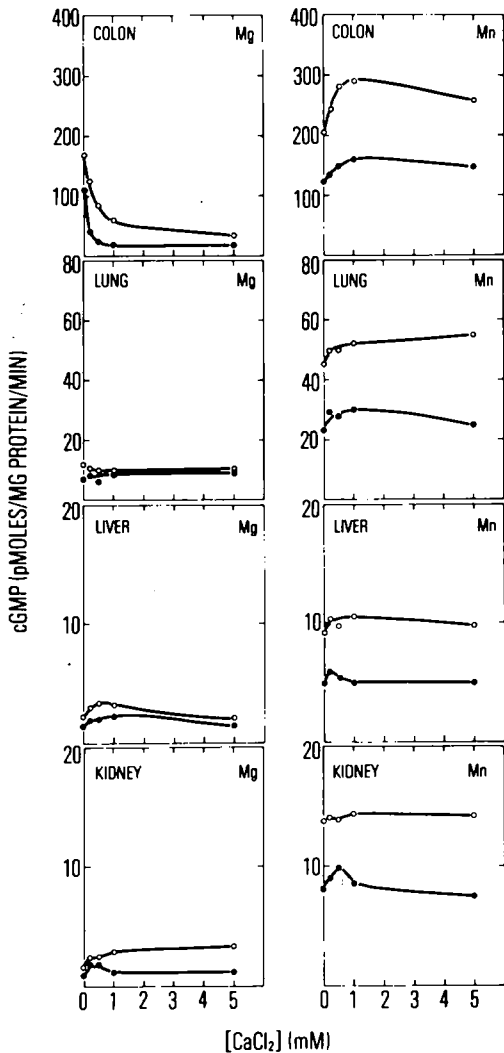 cGMP (pMOLES/MG PROTEIN/MIN)
400
300
200
100
COLON Mg
COLON Mn
400
300
200
100
80
60
40
20
LUNG Mg
LUNG Mn
80
60
40
20
20
10
LIVER Mg
LIVER Mn
20
10
20
10
KIDNEY Mg
KIDNEY Mn
20
10
0 1 2 3 4 5
0 1 2 3 4 5
[CaCl₂] (mM)